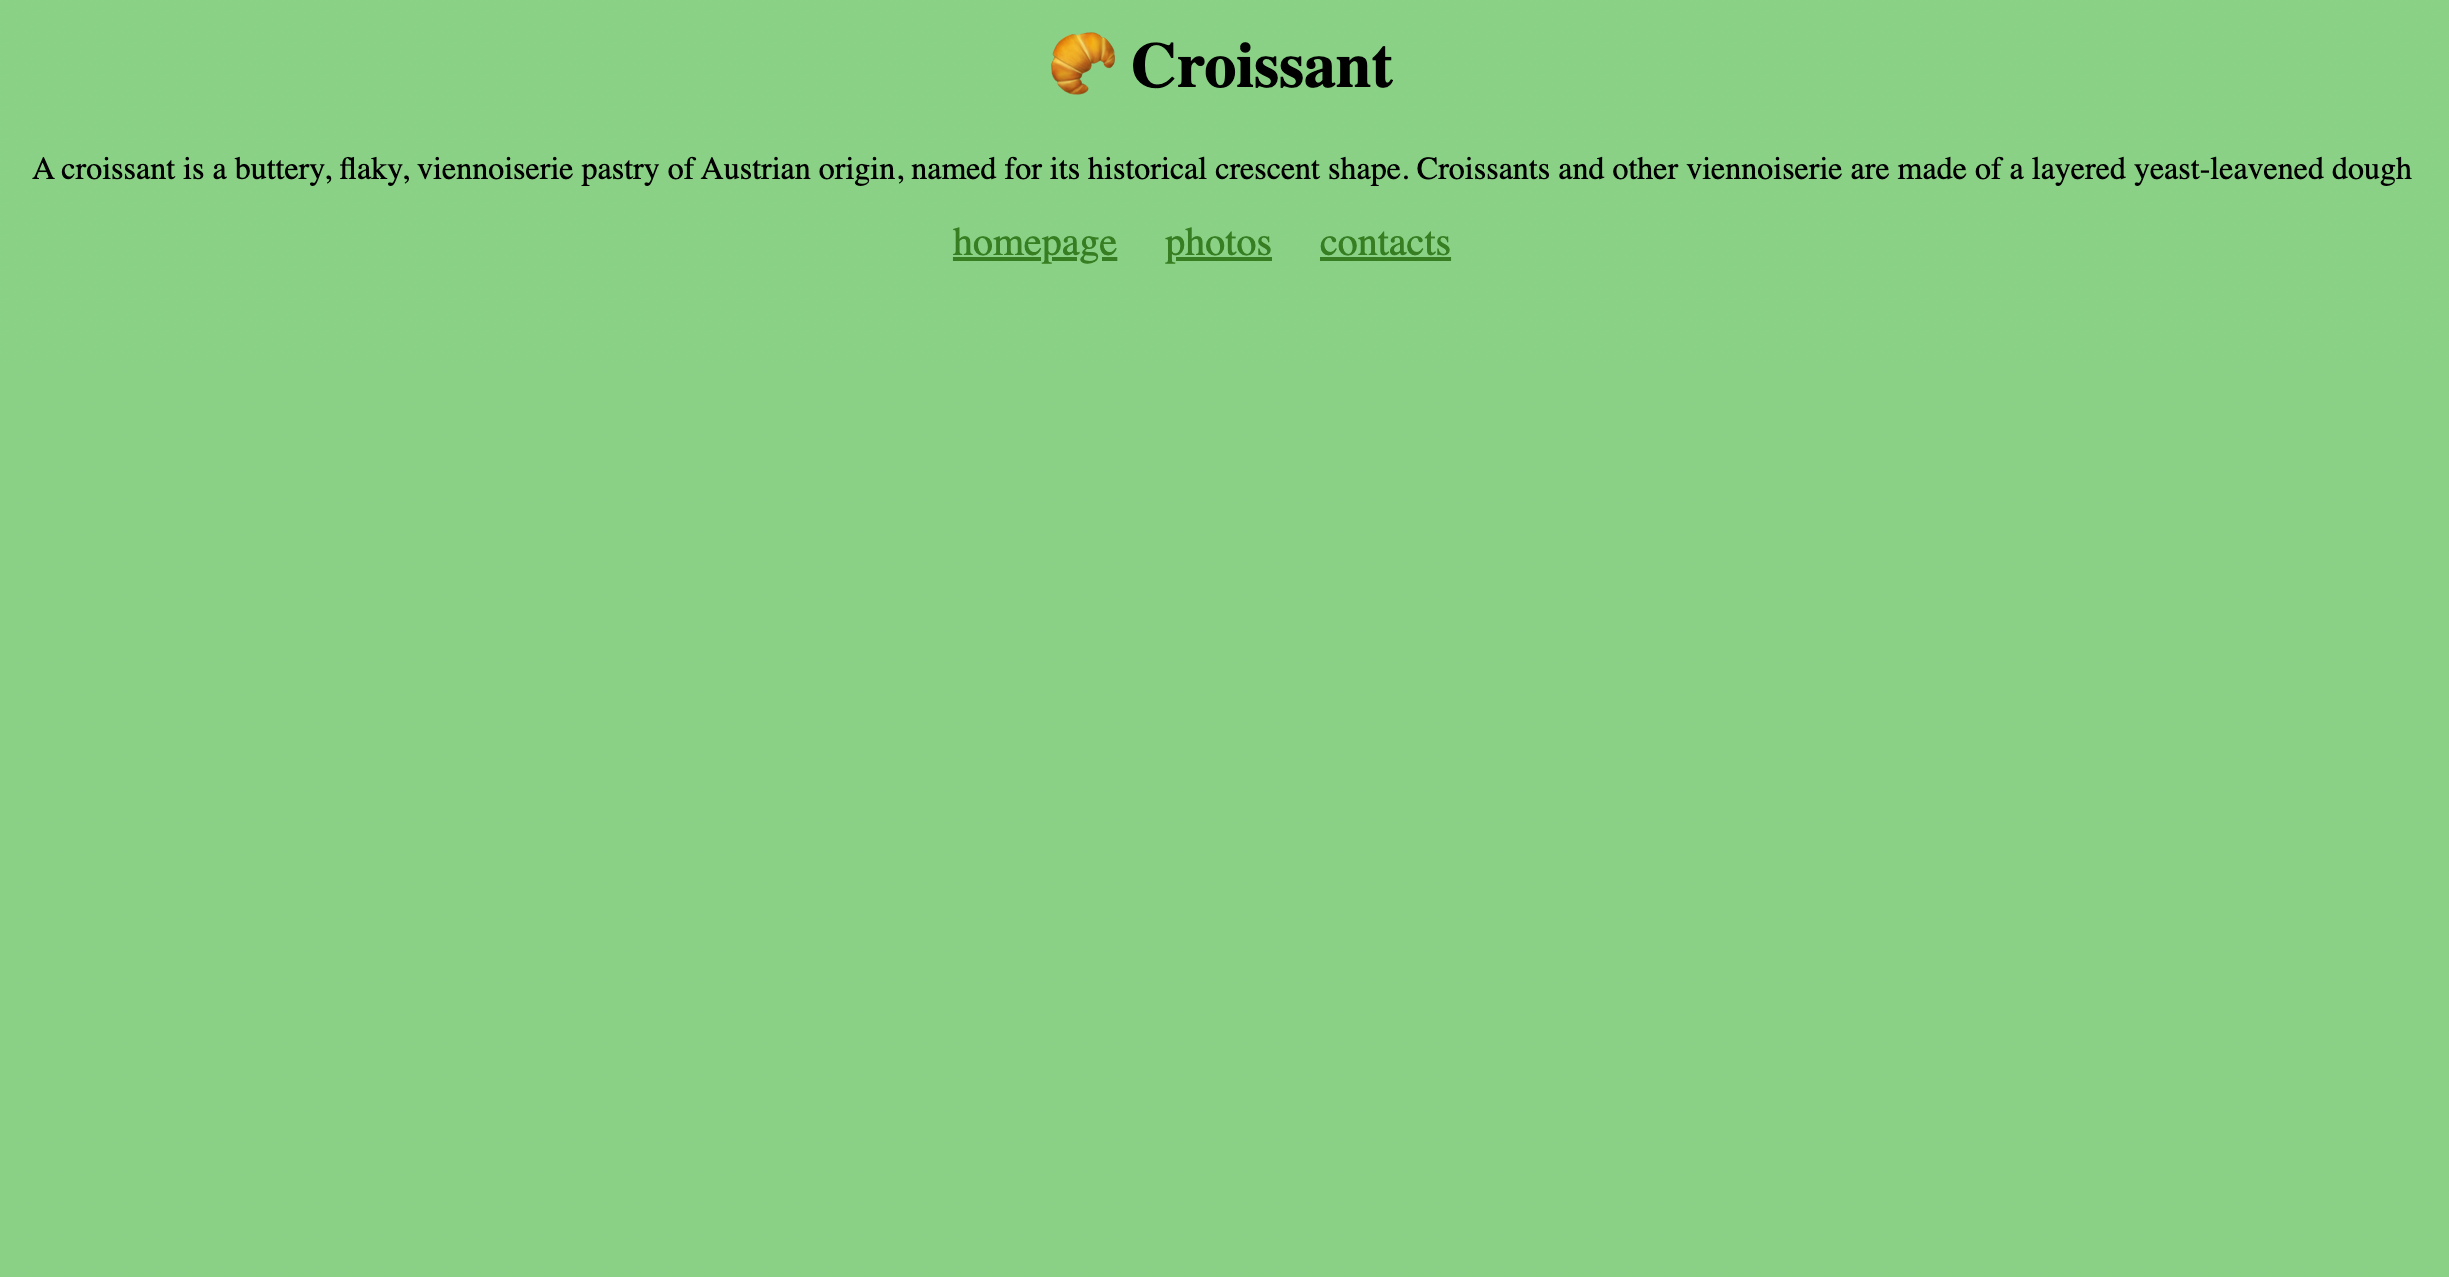 🥐 Croissant
A croissant is a buttery, flaky, viennoiserie pastry of Austrian origin, named for its historical crescent shape. Croissants and other viennoiserie are made of a layered yeast-leavened dough
homepage photos contacts